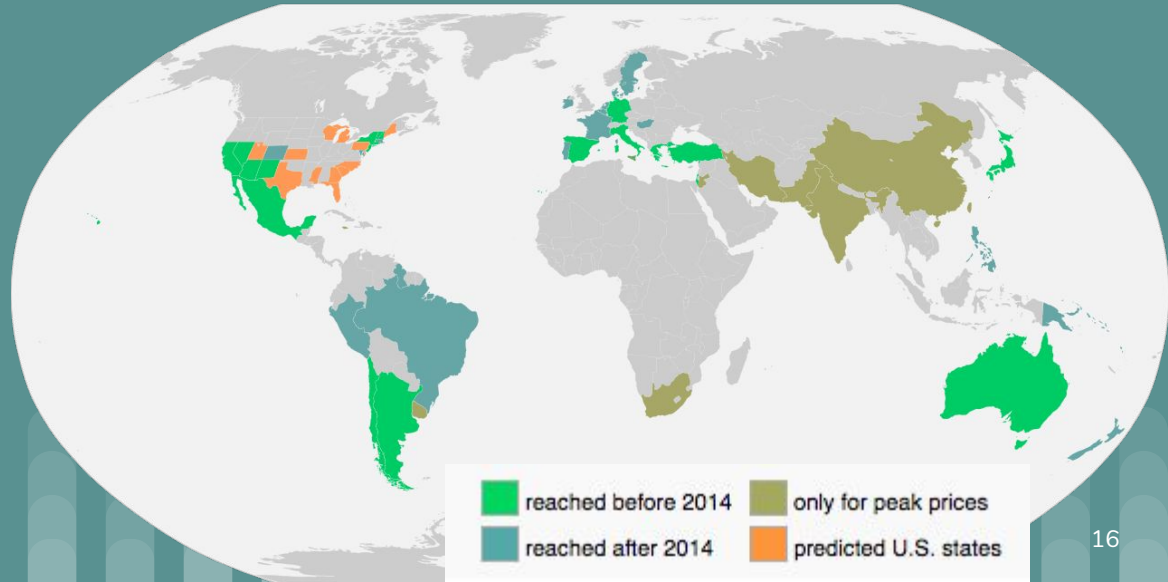 reached before 2014
only for peak prices
reached after 2014
predicted U.S. states
16